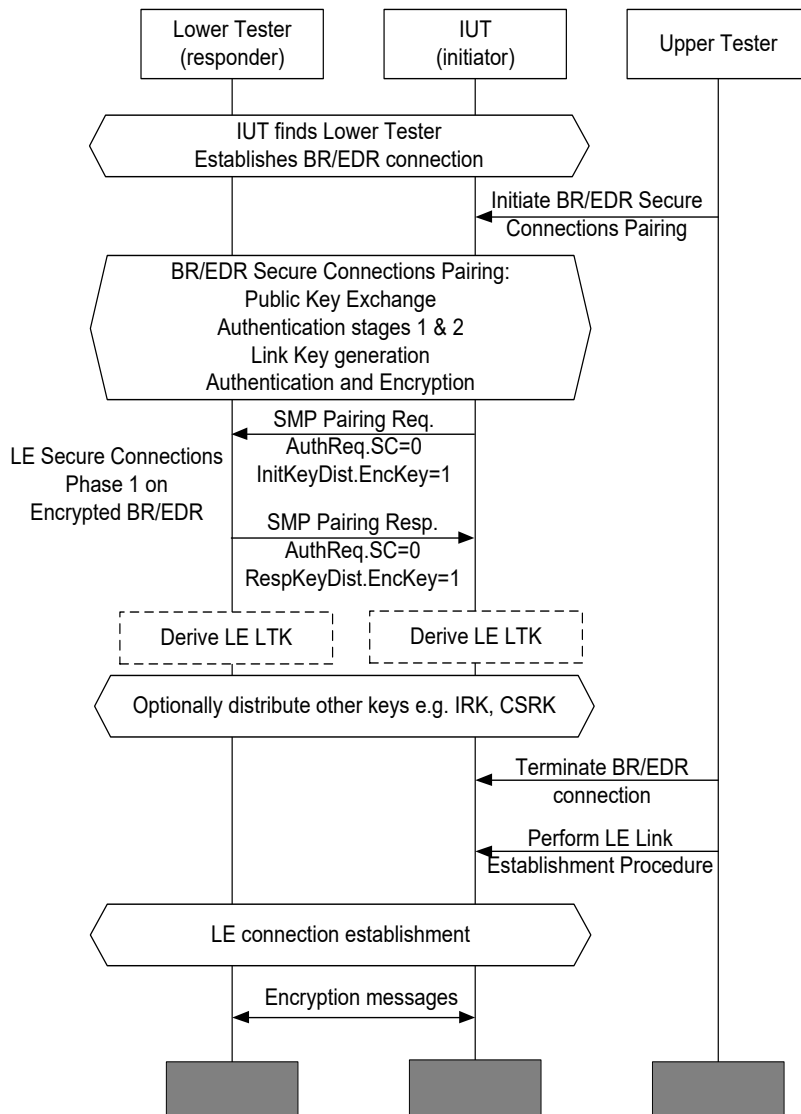 Lower Tester
(responder)
IUT
(initiator)
Upper Tester
IUT finds Lower Tester
Establishes BR/EDR connection
Initiate BR/EDR Secure
Connections Pairing
BR/EDR Secure Connections Pairing:
Public Key Exchange
Authentication stages 1 & 2
Link Key generation
Authentication and Encryption
SMP Pairing Req.
AuthReq.SC=0
InitKeyDist.EncKey=1
LE Secure Connections
Phase 1 on
Encrypted BR/EDR
SMP Pairing Resp.
AuthReq.SC=0
RespKeyDist.EncKey=1
Derive LE LTK
Derive LE LTK
Optionally distribute other keys e.g. IRK, CSRK
Terminate BR/EDR
connection
Perform LE Link
Establishment Procedure
LE connection establishment
Encryption messages